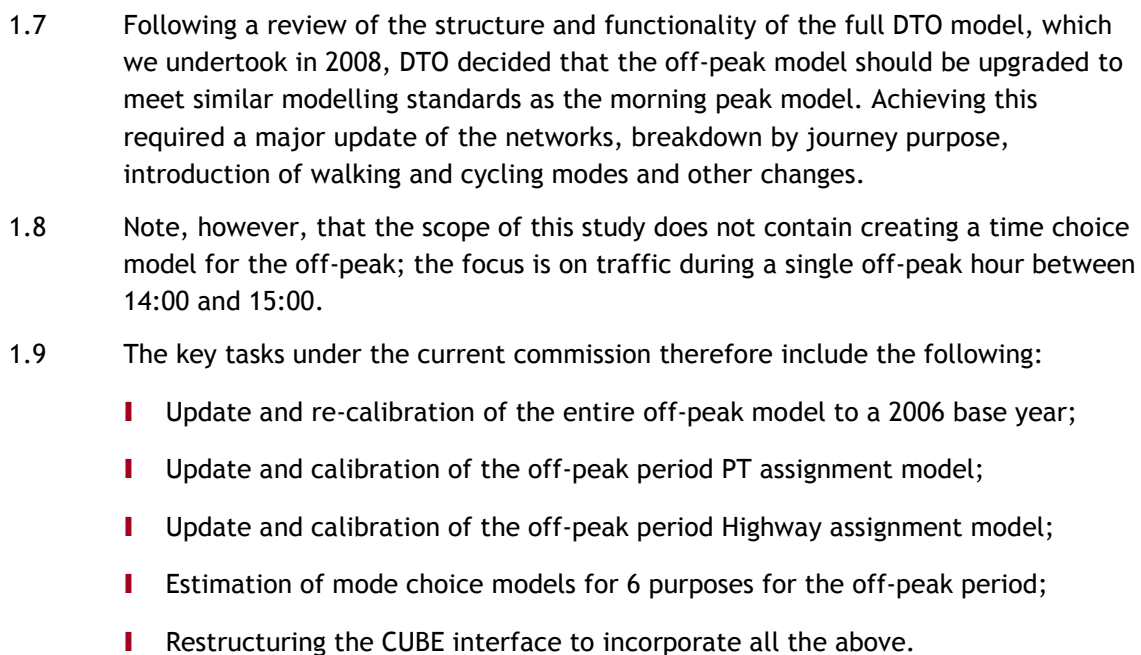 1.7 Following a review of the structure and functionality of the full DTO model, which
we undertook in 2008, DTO decided that the off-peak model should be upgraded to
meet similar modelling standards as the morning peak model. Achieving this
required a major update of the networks, breakdown by journey purpose,
introduction of walking and cycling modes and other changes.
1.8 Note, however, that the scope of this study does not contain creating a time choice
model for the off-peak; the focus is on traffic during a single off-peak hour between
14:00 and 15:00.
1.9 The key tasks under the current commission therefore include the following:
Update and re-calibration of the entire off-peak model to a 2006 base year;
Update and calibration of the off-peak period PT assignment model;
Update and calibration of the off-peak period Highway assignment model;
Estimation of mode choice models for 6 purposes for the off-peak period;
Restructuring the CUBE interface to incorporate all the above.